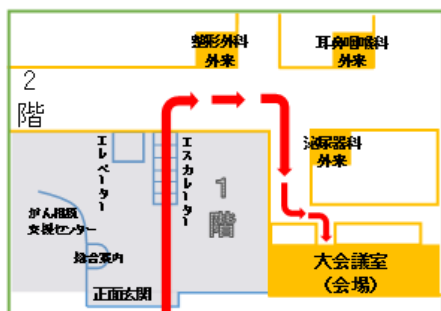 整形外科
外来
耳鼻咽喉科
外来
2
階
エレベーター
エスカレーター
泌尿器科
外来
1
階
がん相談
支援センター
総合案内
大会議室
(会場)
正面玄関